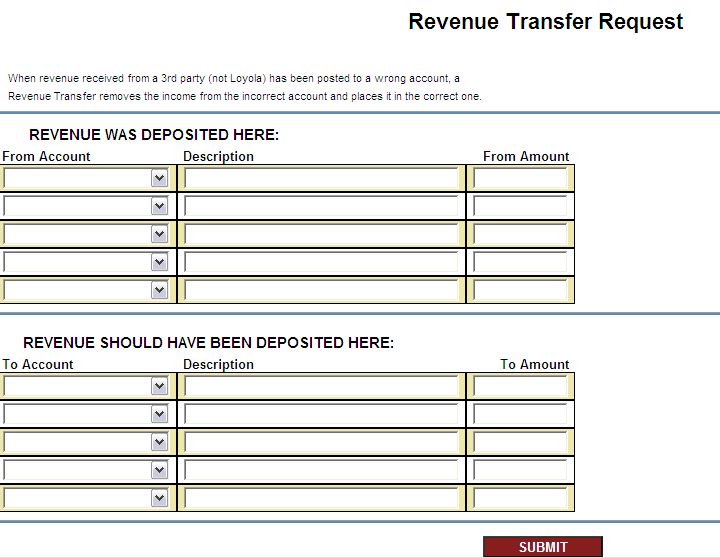 Revenue Transfer Request
When revenue received from a 3rd party (not Loyola) has been posted to a wrong account, a
Revenue Transfer removes the income from the incorrect account and places it in the correct one.
REVENUE WAS DEPOSITED HERE:
From Account Description From Amount
REVENUE SHOULD HAVE BEEN DEPOSITED HERE:
To Account Description To Amount
SUBMIT